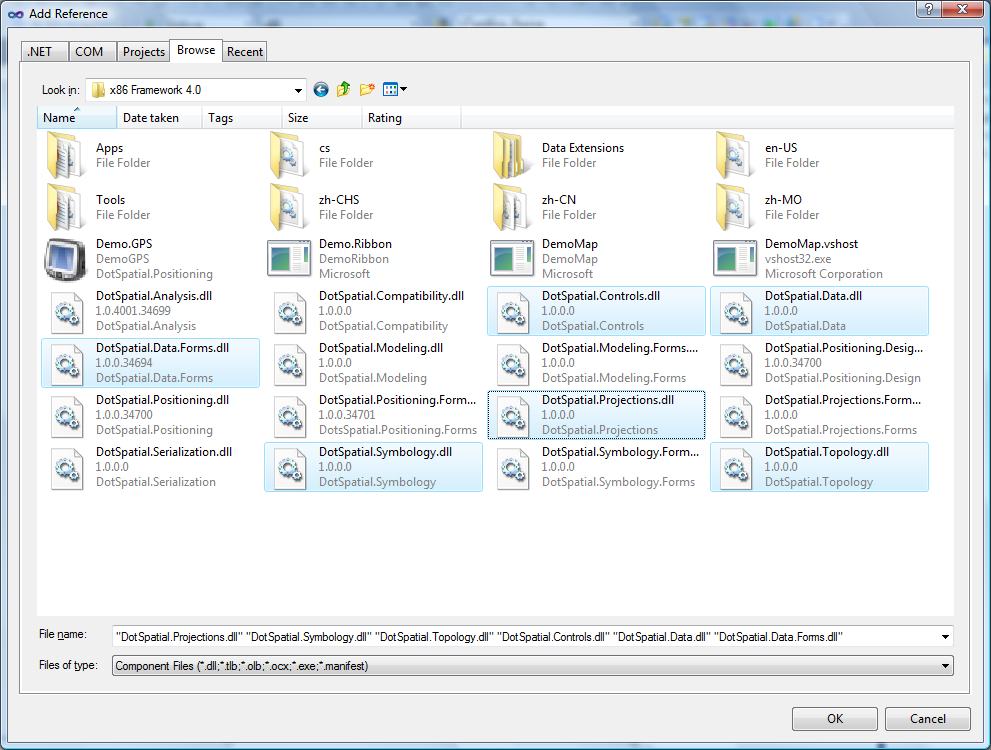 Add Reference
?
.NET COM Projects Browse Recent
Look in: x86 Framework 4.0
Name Date taken Tags Size Rating
Apps
File Folder
cs
File Folder
Data Extensions
File Folder
en-US
File Folder
Tools
File Folder
zh-CHS
File Folder
zh-CN
File Folder
zh-MO
File Folder
Demo.GPS
DemoGPS
DotSpatial.Positioning
Demo.Ribbon
DemoRibbon
Microsoft
DemoMap
DemoMap
Microsoft
DemoMap.vshost
vshost32.exe
Microsoft Corporation
DotSpatial.Analysis.dll
1.0.4001.34699
DotSpatial.Analysis
DotSpatial.Compatibility.dll
1.0.0.0
DotSpatial.Compatibility
DotSpatial.Controls.dll
1.0.0.0
DotSpatial.Controls
DotSpatial.Data.dll
1.0.0.0
DotSpatial.Data
DotSpatial.Data.Forms.dll
1.0.0.34694
DotSpatial.Data.Forms
DotSpatial.Modeling.dll
1.0.0.0
DotSpatial.Modeling
DotSpatial.Modeling.Forms....
1.0.0.0
DotSpatial.Modeling.Forms
DotSpatial.Positioning.Desig...
1.0.0.34700
DotSpatial.Positioning.Design
DotSpatial.Positioning.dll
1.0.0.34700
DotSpatial.Positioning
DotSpatial.Positioning.Form...
1.0.0.34701
DotsSpatial.Positioning.Forms
DotSpatial.Projections.dll
1.0.0.0
DotSpatial.Projections
DotSpatial.Projections.Form...
1.0.0.0
DotSpatial.Projections.Forms
DotSpatial.Serialization.dll
1.0.0.0
DotSpatial.Serialization
DotSpatial.Symbology.dll
1.0.0.0
DotSpatial.Symbology
DotSpatial.Symbology.Form...
1.0.0.0
DotSpatial.Symbology.Forms
DotSpatial.Topology.dll
1.0.0.0
DotSpatial.Topology
File name: "DotSpatial.Projections.dll" "DotSpatial.Symbology.dll" "DotSpatial.Topology.dll" "DotSpatial.Controls.dll" "DotSpatial.Data.dll" "DotSpatial.Data.Forms.dll"
Files of type: Component Files (*.dll;*.tlb;*.olb;*.ocx;*.exe;*.manifest)
OK Cancel